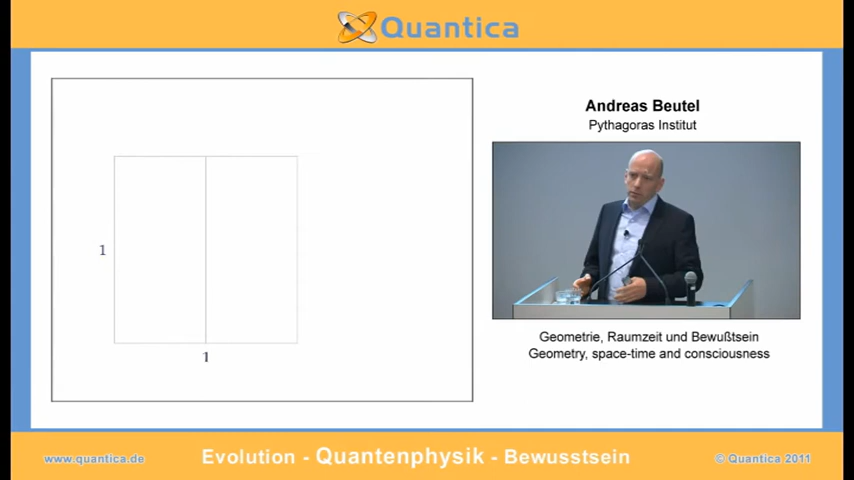 Quantica
Andreas Beutel
Pythagoras Institut
1
1
Geometrie, Raumzeit und Bewußtsein
Geometry, space-time and consciousness
www.quantica.de
Evolution - Quantenphysik - Bewusstsein
© Quantica 2011